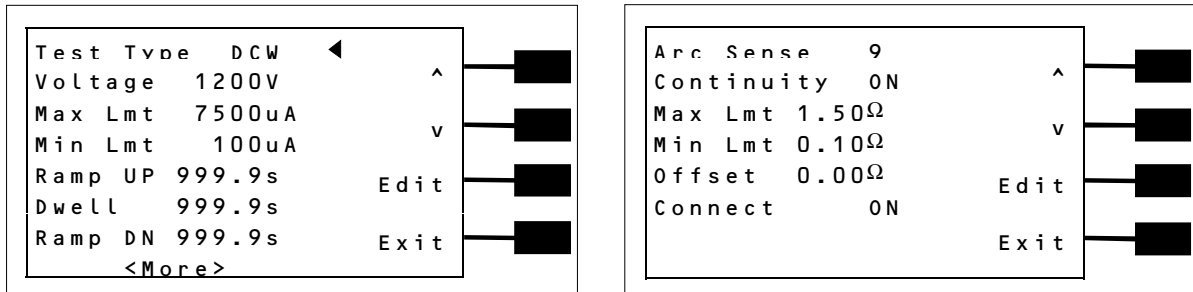 Test Type DCW ◄
Voltage 1200V ^
Max Lmt 7500uA
Min Lmt 100uA v
Ramp UP 999.9s Edit
Dwell 999.9s
Ramp DN 999.9s Exit
<More>
Arc Sense 9
Continuity ON ^
Max Lmt 1.50Ω
Min Lmt 0.10Ω v
Offset 0.00Ω Edit
Connect ON
Exit